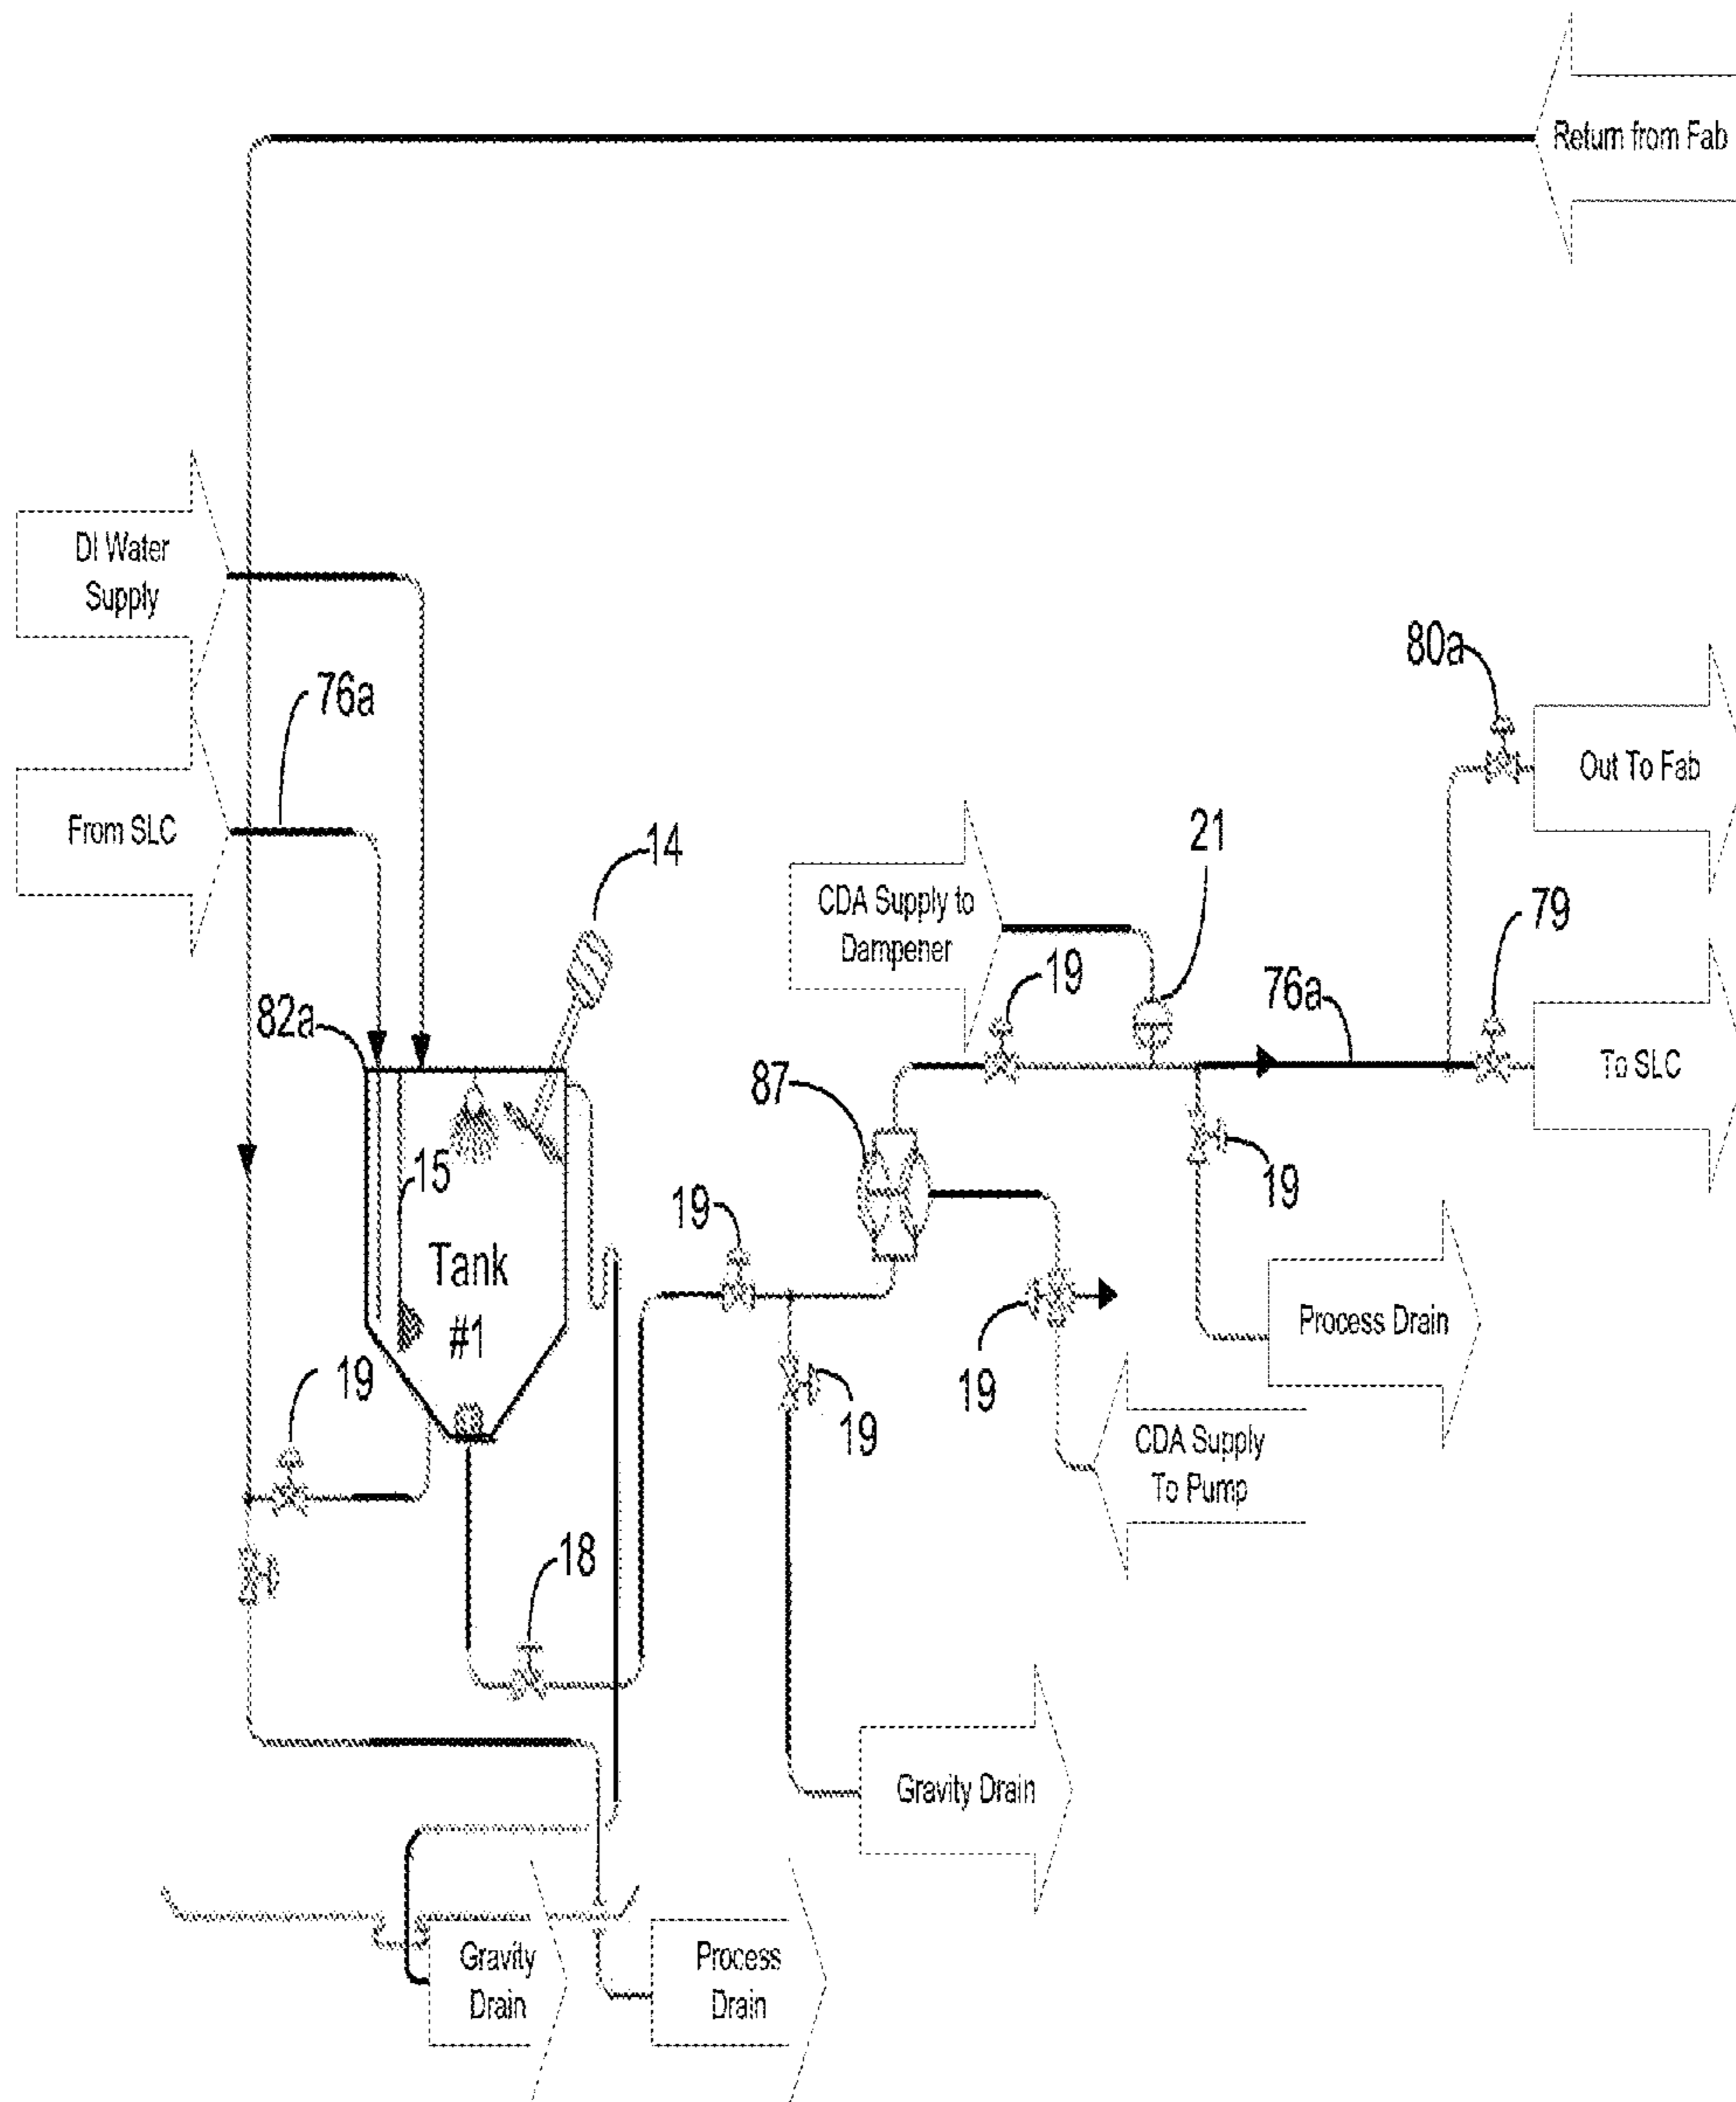 Return from Fab
DI Water
Supply
76a
From SLC
80a
Out To Fab
14
CDA Supply to
Dampener
21
19
76a
79
To SLC
82a
87
15
19
19
Tank
#1
19
Process Drain
19
19
CDA Supply
To Pump
18
Gravity Drain
Gravity
Drain
Process
Drain